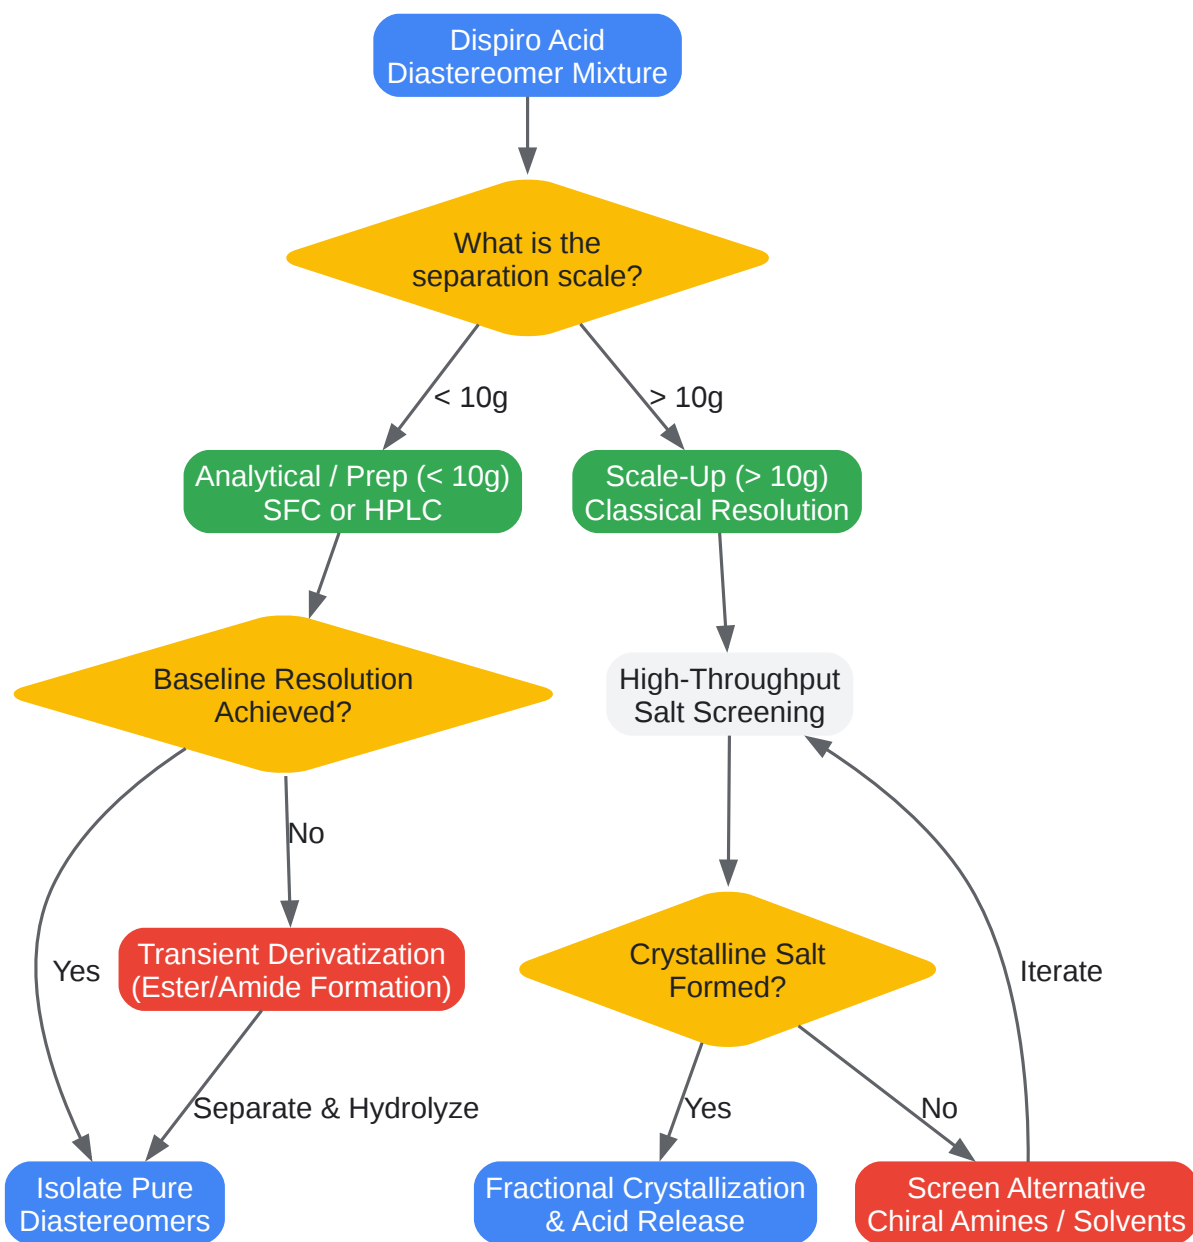 Dispiro Acid
Diastereomer Mixture
What is the
separation scale?
< 10g
> 10g
Analytical / Prep (< 10g)
SFC or HPLC
Scale-Up (> 10g)
Classical Resolution
Baseline Resolution
Achieved?
High-Throughput
Salt Screening
No
Yes
Transient Derivatization
(Ester/Amide Formation)
Crystalline Salt
Formed?
Iterate
Separate & Hydrolyze
Yes
No
Isolate Pure
Diastereomers
Fractional Crystallization
& Acid Release
Screen Alternative
Chiral Amines / Solvents